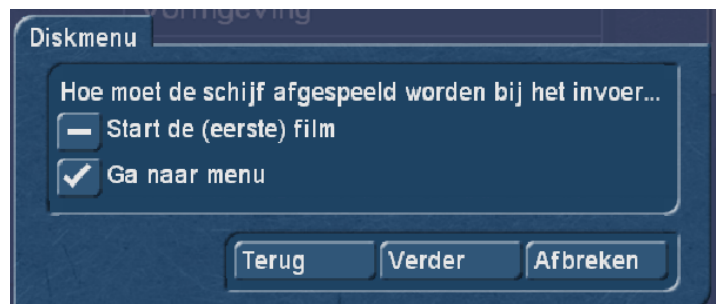 Vormgeving
Diskmenu
Hoe moet de schijf afgespeeld worden bij het invoer...
Start de (eerste) film
Ga naar menu
Terug
Verder
Afbreken